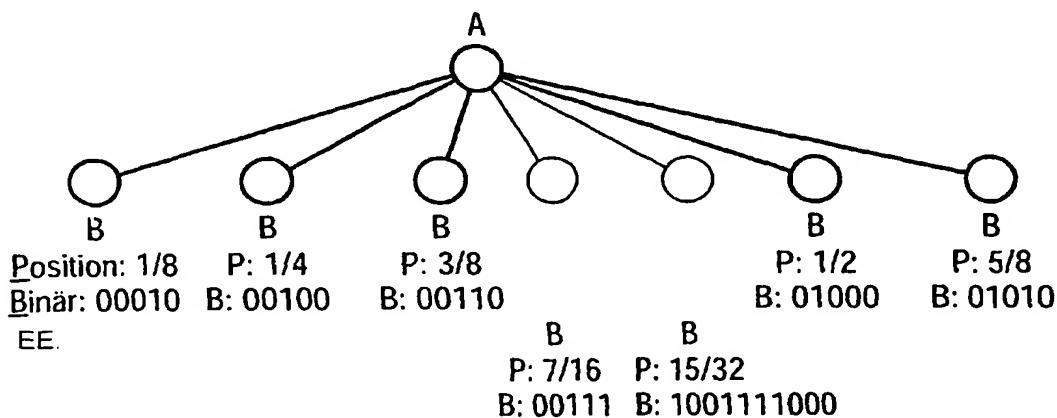 A
B B B B B
Position: 1/8 P: 1/4 P: 3/8 P: 1/2 P: 5/8
Binär: 00010 B: 00100 B: 00110 B: 01000 B: 01010
EE.
B B
P: 7/16 P: 15/32
B: 00111 B: 1001111000